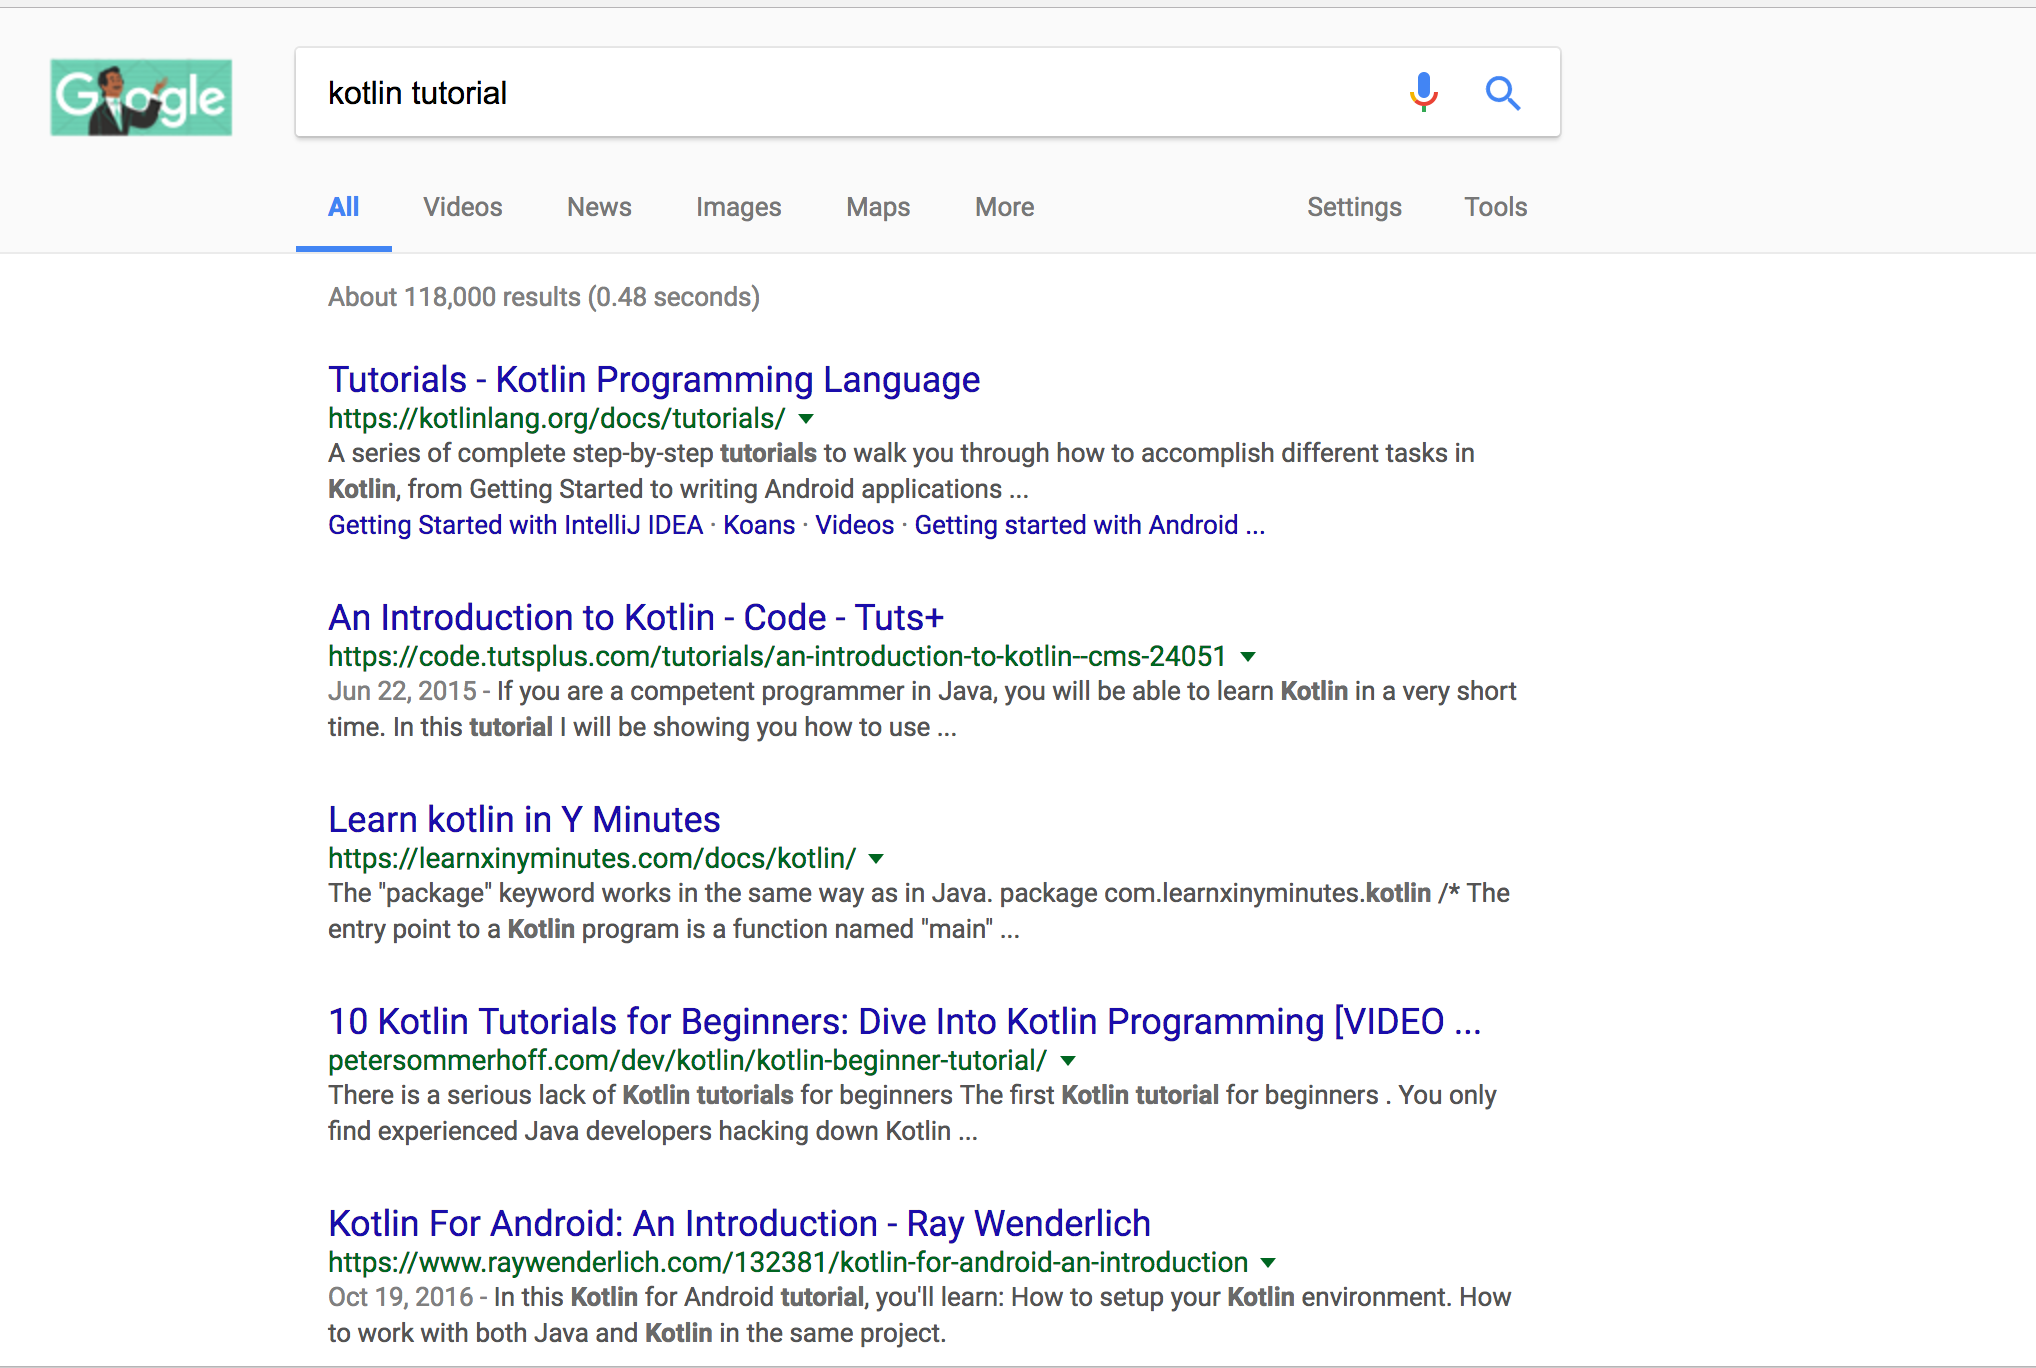 Google
kotlin tutorial
All Videos News Images Maps More Settings Tools
About 118,000 results (0.48 seconds)
Tutorials - Kotlin Programming Language
https://kotlinlang.org/docs/tutorials/
A series of complete step-by-step tutorials to walk you through how to accomplish different tasks in
Kotlin, from Getting Started to writing Android applications ...
Getting Started with IntelliJ IDEA · Koans · Videos · Getting started with Android ...
An Introduction to Kotlin - Code - Tuts+
https://code.tutsplus.com/tutorials/an-introduction-to-kotlin--cms-24051
Jun 22, 2015 - If you are a competent programmer in Java, you will be able to learn Kotlin in a very short
time. In this tutorial I will be showing you how to use ...
Learn kotlin in Y Minutes
https://learnxinyminutes.com/docs/kotlin/
The "package" keyword works in the same way as in Java. package com.learnxinyminutes.kotlin /* The
entry point to a Kotlin program is a function named "main" ...
10 Kotlin Tutorials for Beginners: Dive Into Kotlin Programming [VIDEO ...
petersommerhoff.com/dev/kotlin/kotlin-beginner-tutorial/
There is a serious lack of Kotlin tutorials for beginners The first Kotlin tutorial for beginners . You only
find experienced Java developers hacking down Kotlin ...
Kotlin For Android: An Introduction - Ray Wenderlich
https://www.raywenderlich.com/132381/kotlin-for-android-an-introduction
Oct 19, 2016 - In this Kotlin for Android tutorial, you'll learn: How to setup your Kotlin environment. How
to work with both Java and Kotlin in the same project.